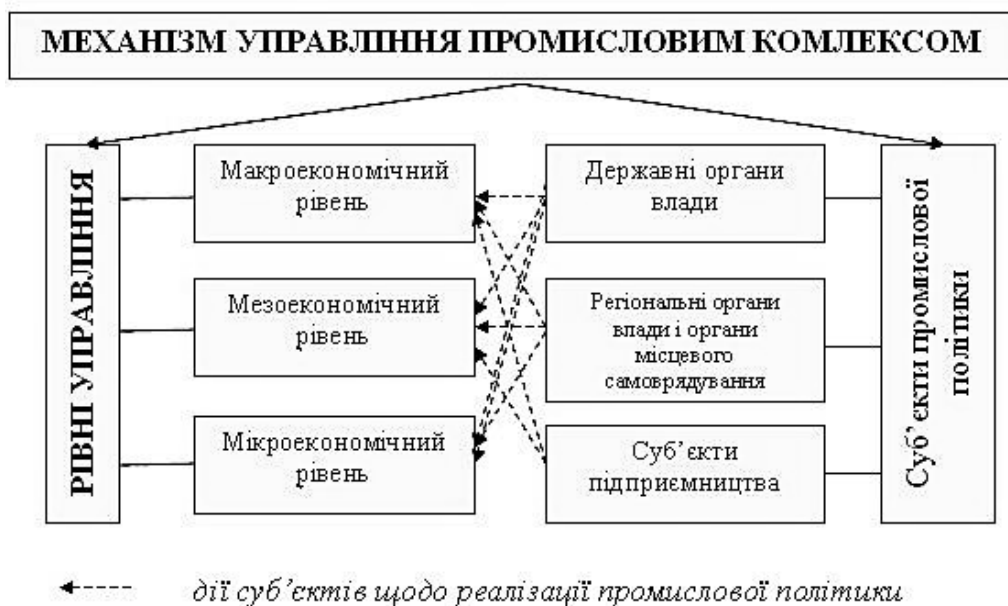 МЕХАНІЗМ УПРАВЛІННЯ ПРОМИСЛОВИМ КОМЛЕКСОМ
РІВНІ УПРАВЛІННЯ
Макроекономічний
рівень
Мезоекономічний
рівень
Мікроекономічний
рівень
Державні органи
влади
Регіональні органи
влади і органи
місцевого
самоврядування
Суб’єкти
підприємництва
Суб’єкти промислової
політики
дії суб’єктів щодо реалізації промислової політики